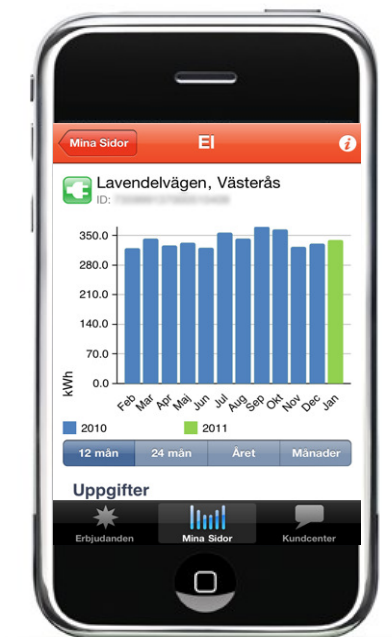 Mina Sidor
El
i
Lavendelvägen, Västerås
ID:
350.0
280.0
210.0
140.0
70.0
0.0
kWh
Feb Mar Apr Maj Jun Jul Aug Sep Okt Nov Dec Jan
2010 2011
12 mån 24 mån Året Månader
Uppgifter
Erbjudanden Mina Sidor Kundcenter